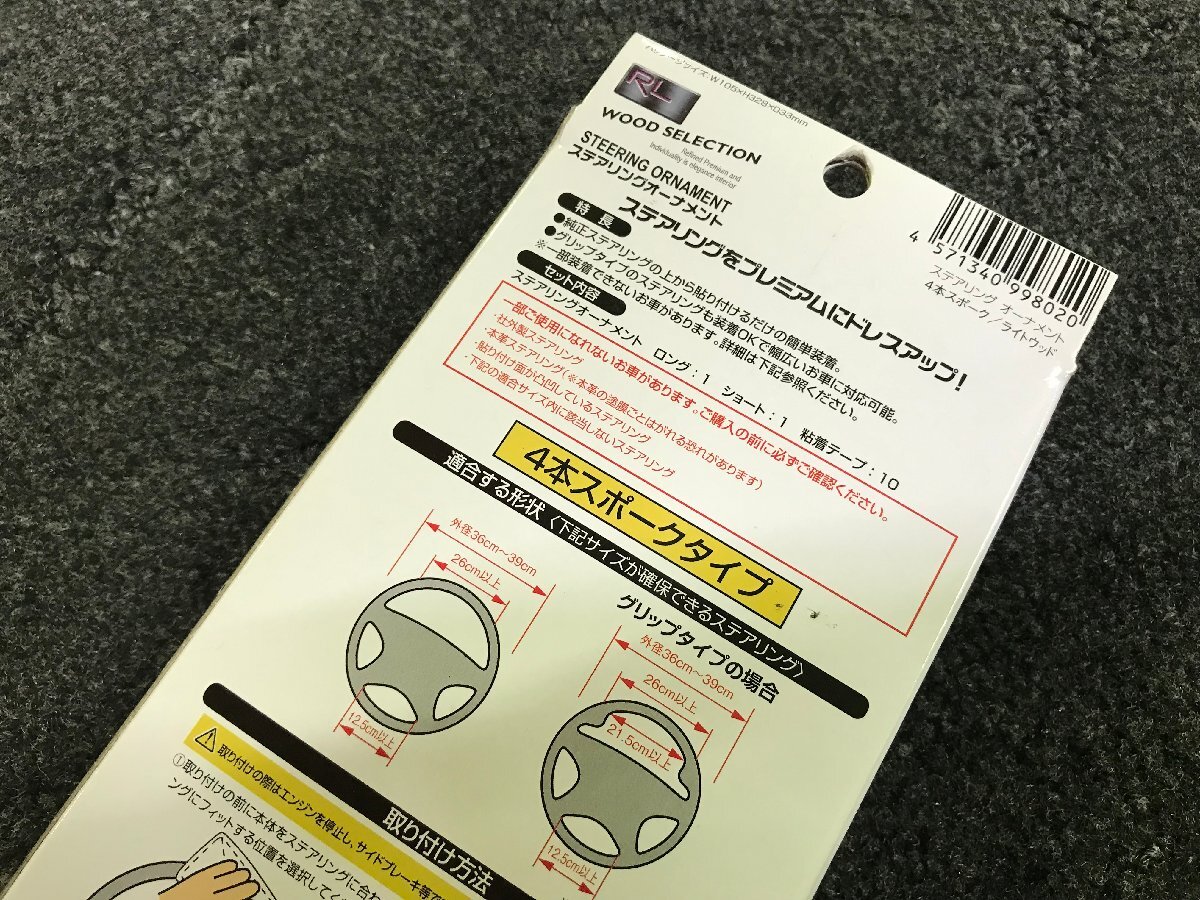 パッケージサイズ:W105×H328×D33mm
RL
WOOD SELECTION
Refined Premium and
Individuality & elegance interior
STEERING ORNAMENT
ステアリングオーナメント
ステアリングをプレミアムにドレスアップ!
4 571340 998020
ステアリング オーナメント
4本スポーク/ライトウッド
特長
●純正ステアリングの上から貼り付けるだけの簡単装着。
●グリップタイプのステアリングも装着OKで幅広いお車に対応可能。
※一部装着できないお車があります。詳細は下記参照ください。
セット内容
ステアリングオーナメント ロング:1 ショート:1 粘着テープ:10
一部ご使用になれないお車があります。ご購入の前に必ずご確認ください。
・社外製ステアリング
・本革ステアリング(※本革の塗膜ごとはがれる恐れがあります)
・貼り付け面が凸凹しているステアリング
・下記の適合サイズ内に該当しないステアリング
4本スポークタイプ
適合する形状〈下記サイズが確保できるステアリング〉
外径36cm〜39cm
26cm以上
12.5cm以上
グリップタイプの場合
外径36cm〜39cm
26cm以上
21.5cm以上
12.5cm以上
取り付け方法
取り付けの際はエンジンを停止し、サイドブレーキ等で
①取り付けの前に本体をステアリングに合わ
ングにフィットする位置を選択して